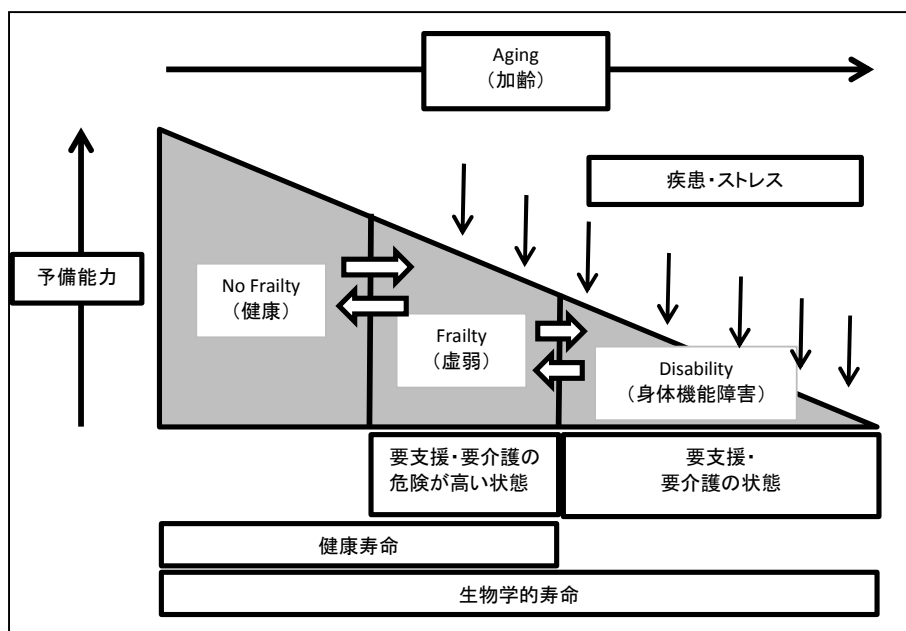 Aging
（加齢）
疾患・ストレス
予備能力
No Frailty
（健康）
Frailty
（虚弱）
Disability
（身体機能障害）
要支援・要介護の
危険が高い状態
要支援・
要介護の状態
健康寿命
生物学的寿命